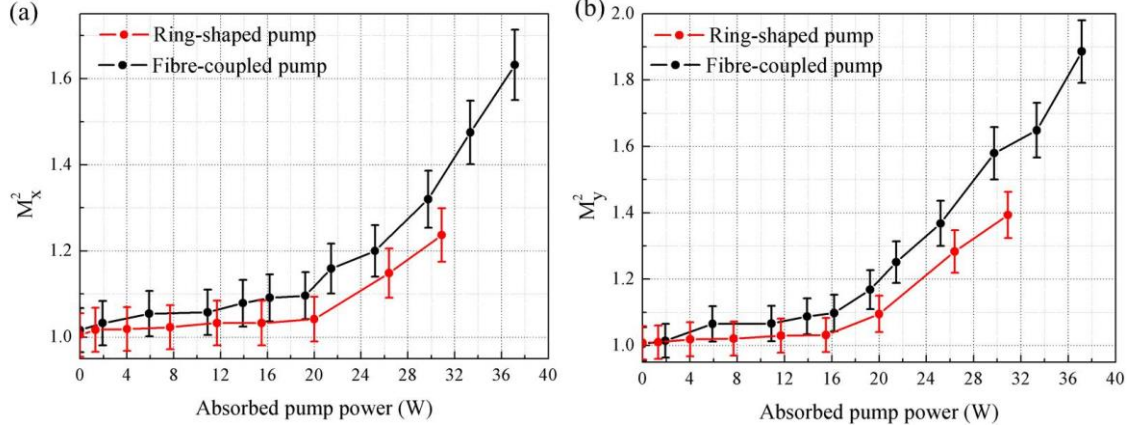 (a)
Ring-shaped pump
Fibre-coupled pump
1.6
1.4
1.2
1.0
M²ₓ
0 4 8 12 16 20 24 28 32 36 40
Absorbed pump power (W)
(b)
Ring-shaped pump
Fibre-coupled pump
2.0
1.8
1.6
1.4
1.2
1.0
M²y
0 4 8 12 16 20 24 28 32 36 40
Absorbed pump power (W)